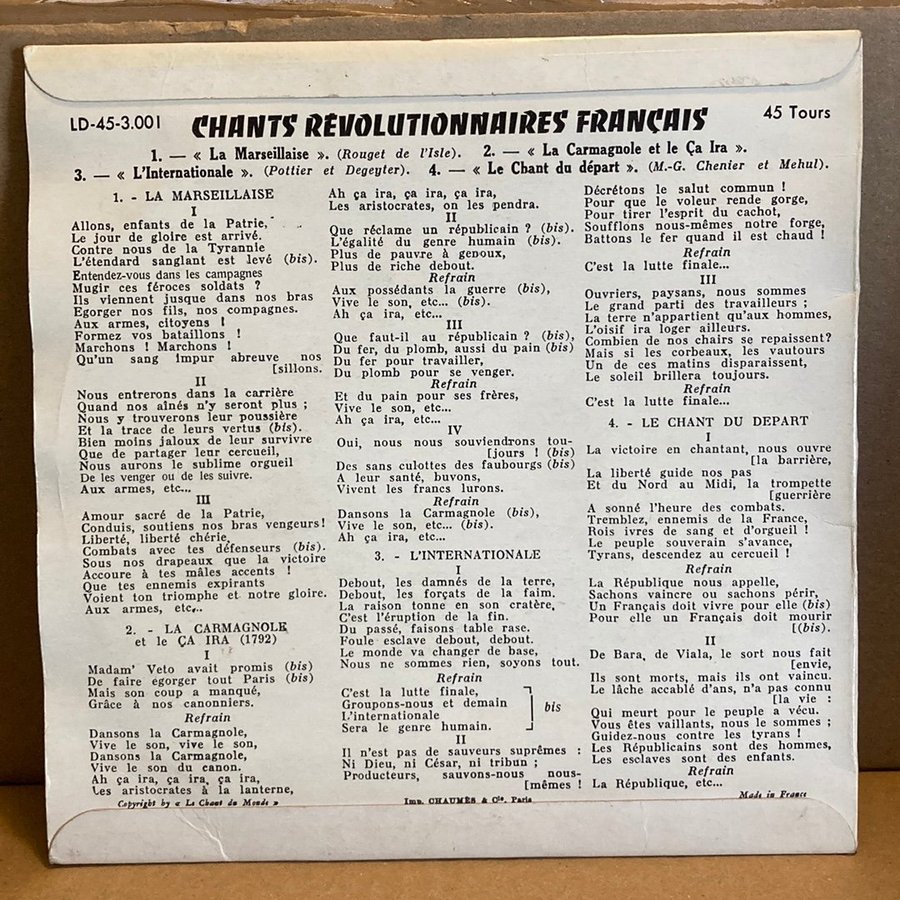 LD-45-3.001
CHANTS RÉVOLUTIONNAIRES FRANÇAIS
45 Tours
1. — « La Marseillaise ». (Rouget de l'Isle). 2. — « La Carmagnole et le Ça Ira ».
3. — « L'Internationale ». (Pottier et Degeyter). 4. — « Le Chant du départ ». (M.-G. Chenier et Mehul).
1. - LA MARSEILLAISE
I
Allons, enfants de la Patrie,
Le jour de gloire est arrivé.
Contre nous de la Tyrannie
L'étendard sanglant est levé (bis).
Entendez-vous dans les campagnes
Mugir ces féroces soldats ?
Ils viennent jusque dans nos bras
Egorger nos fils, nos compagnes.
Aux armes, citoyens !
Formez vos bataillons !
Marchons ! Marchons !
Qu'un sang impur abreuve nos
[sillons.
II
Nous entrerons dans la carrière
Quand nos aînés n'y seront plus ;
Nous y trouverons leur poussière
Et la trace de leurs vertus (bis).
Bien moins jaloux de leur survivre
Que de partager leur cercueil,
Nous aurons le sublime orgueil
De les venger ou de les suivre.
Aux armes, etc...
III
Amour sacré de la Patrie,
Conduis, soutiens nos bras vengeurs!
Liberté, liberté chérie,
Combats avec tes défenseurs (bis).
Sous nos drapeaux que la victoire
Accoure à tes mâles accents !
Que tes ennemis expirants
Voient ton triomphe et notre gloire.
Aux armes, etc...
2. - LA CARMAGNOLE
et le ÇA IRA (1792)
I
Madam' Veto avait promis (bis)
De faire egorger tout Paris (bis)
Mais son coup a manqué,
Grâce à nos canonniers.
Refrain
Dansons la Carmagnole,
Vive le son, vive le son,
Dansons la Carmagnole,
Vive le son du canon.
Ah ça ira, ça ira, ça ira,
Les aristocrates à la lanterne,
Copyright by « Le Chant du Monde »
Ah ça ira, ça ira, ça ira,
Les aristocrates, on les pendra.
II
Que réclame un républicain ? (bis).
L'égalité du genre humain (bis).
Plus de pauvre à genoux,
Plus de riche debout.
Refrain
Aux possédants la guerre (bis),
Vive le son, etc... (bis).
Ah ça ira, etc...
III
Que faut-il au républicain ? (bis),
Du fer, du plomb, aussi du pain (bis)
Du fer pour travailler,
Du plomb pour se venger.
Refrain
Et du pain pour ses frères,
Vive le son, etc...
Ah ça ira, etc...
IV
Oui, nous nous souviendrons tou-
[jours ! (bis)
Des sans culottes des faubourgs (bis)
A leur santé, buvons,
Vivent les francs lurons.
Refrain
Dansons la Carmagnole (bis),
Vive le son, etc... (bis).
Ah ça ira, etc...
3. - L'INTERNATIONALE
I
Debout, les damnés de la terre,
Debout, les forçats de la faim.
La raison tonne en son cratère,
C'est l'éruption de la fin.
Du passé, faisons table rase.
Foule esclave debout, debout.
Le monde va changer de base,
Nous ne sommes rien, soyons tout.
Refrain
C'est la lutte finale,
Groupons-nous et demain
L'internationale
Sera le genre humain.
bis
II
Il n'est pas de sauveurs suprêmes :
Ni Dieu, ni César, ni tribun ;
Producteurs, sauvons-nous nous-
[mêmes !
Imp. CHAUMÈS & Cie. Paris
Décrétons le salut commun !
Pour que le voleur rende gorge,
Pour tirer l'esprit du cachot,
Soufflons nous-mêmes notre forge,
Battons le fer quand il est chaud !
Refrain
C'est la lutte finale...
III
Ouvriers, paysans, nous sommes
Le grand parti des travailleurs ;
La terre n'appartient qu'aux hommes,
L'oisif ira loger ailleurs.
Combien de nos chairs se repaissent?
Mais si les corbeaux, les vautours
Un de ces matins disparaissent,
Le soleil brillera toujours.
Refrain
C'est la lutte finale...
4. - LE CHANT DU DEPART
I
La victoire en chantant, nous ouvre
[la barrière,
La liberté guide nos pas
Et du Nord au Midi, la trompette
[guerrière
A sonné l'heure des combats.
Tremblez, ennemis de la France,
Rois ivres de sang et d'orgueil !
Le peuple souverain s'avance,
Tyrans, descendez au cercueil !
Refrain
La République nous appelle,
Sachons vaincre ou sachons périr,
Un Français doit vivre pour elle (bis)
Pour elle un Français doit mourir
[(bis).
II
De Bara, de Viala, le sort nous fait
[envie,
Ils sont morts, mais ils ont vaincu.
Le lâche accablé d'ans, n'a pas connu
[la vie :
Qui meurt pour le peuple a vécu.
Vous êtes vaillants, nous le sommes ;
Guidez-nous contre les tyrans !
Les Républicains sont des hommes,
Les esclaves sont des enfants.
Refrain
La République, etc...
Made in France